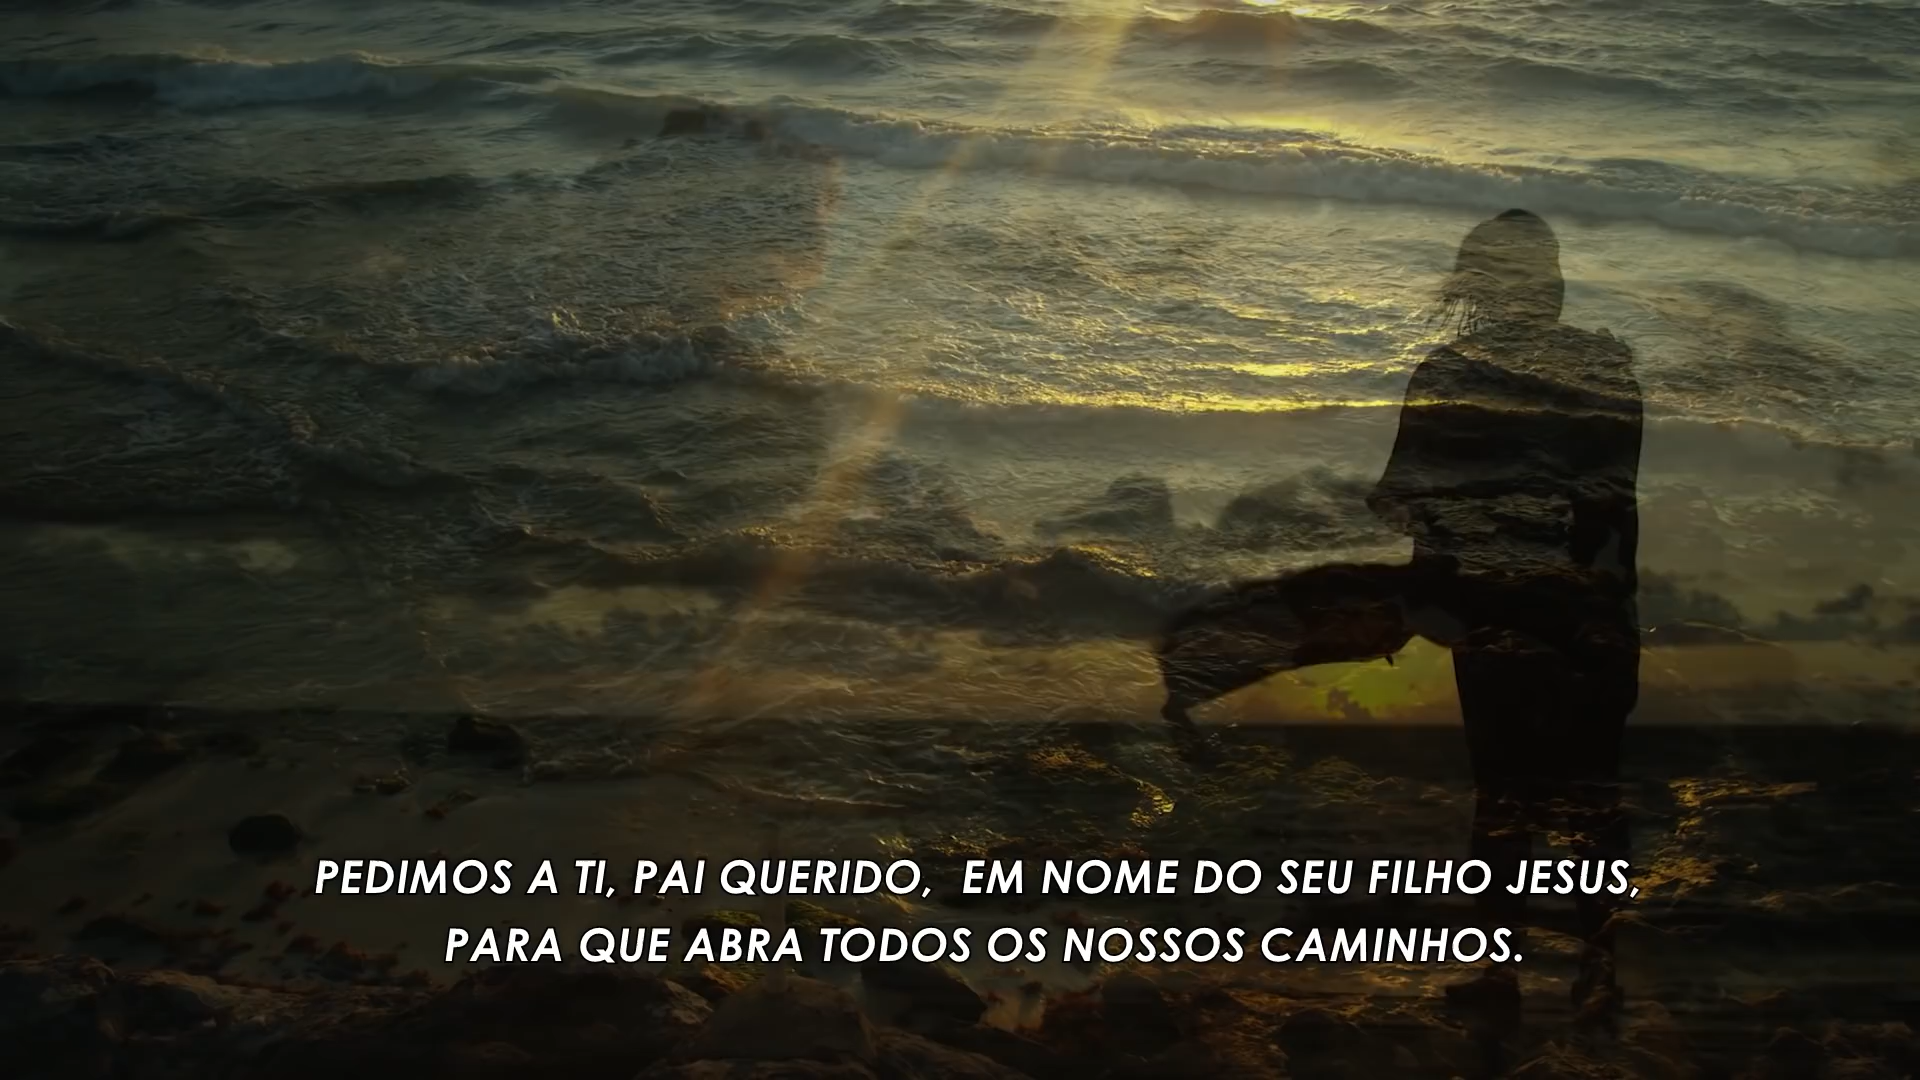 PEDIMOS A TI, PAI QUERIDO, EM NOME DO SEU FILHO JESUS,
PARA QUE ABRA TODOS OS NOSSOS CAMINHOS.